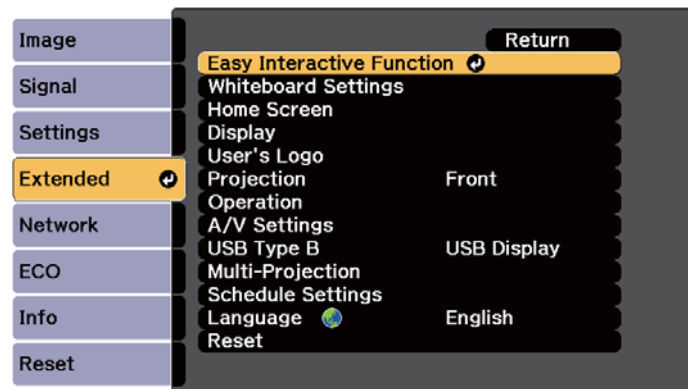 Image
Signal
Settings
Extended
Network
ECO
Info
Reset
Return
Easy Interactive Function
Whiteboard Settings
Home Screen
Display
User's Logo
Projection Front
Operation
A/V Settings
USB Type B USB Display
Multi-Projection
Schedule Settings
Language English
Reset